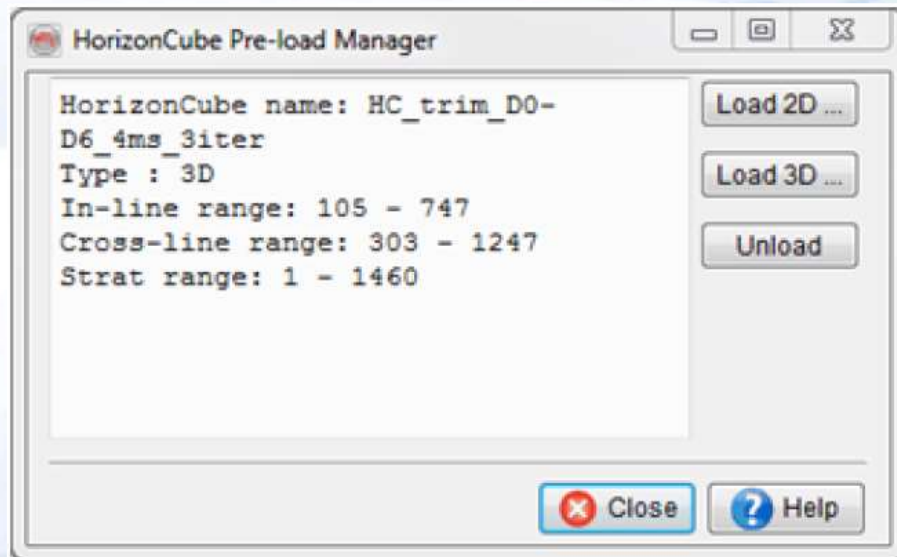 HorizonCube Pre-load Manager
HorizonCube name: HC_trim_D0-
D6_4ms_3iter
Type : 3D
In-line range: 105 - 747
Cross-line range: 303 - 1247
Strat range: 1 - 1460
Load 2D ...
Load 3D ...
Unload
Close
Help